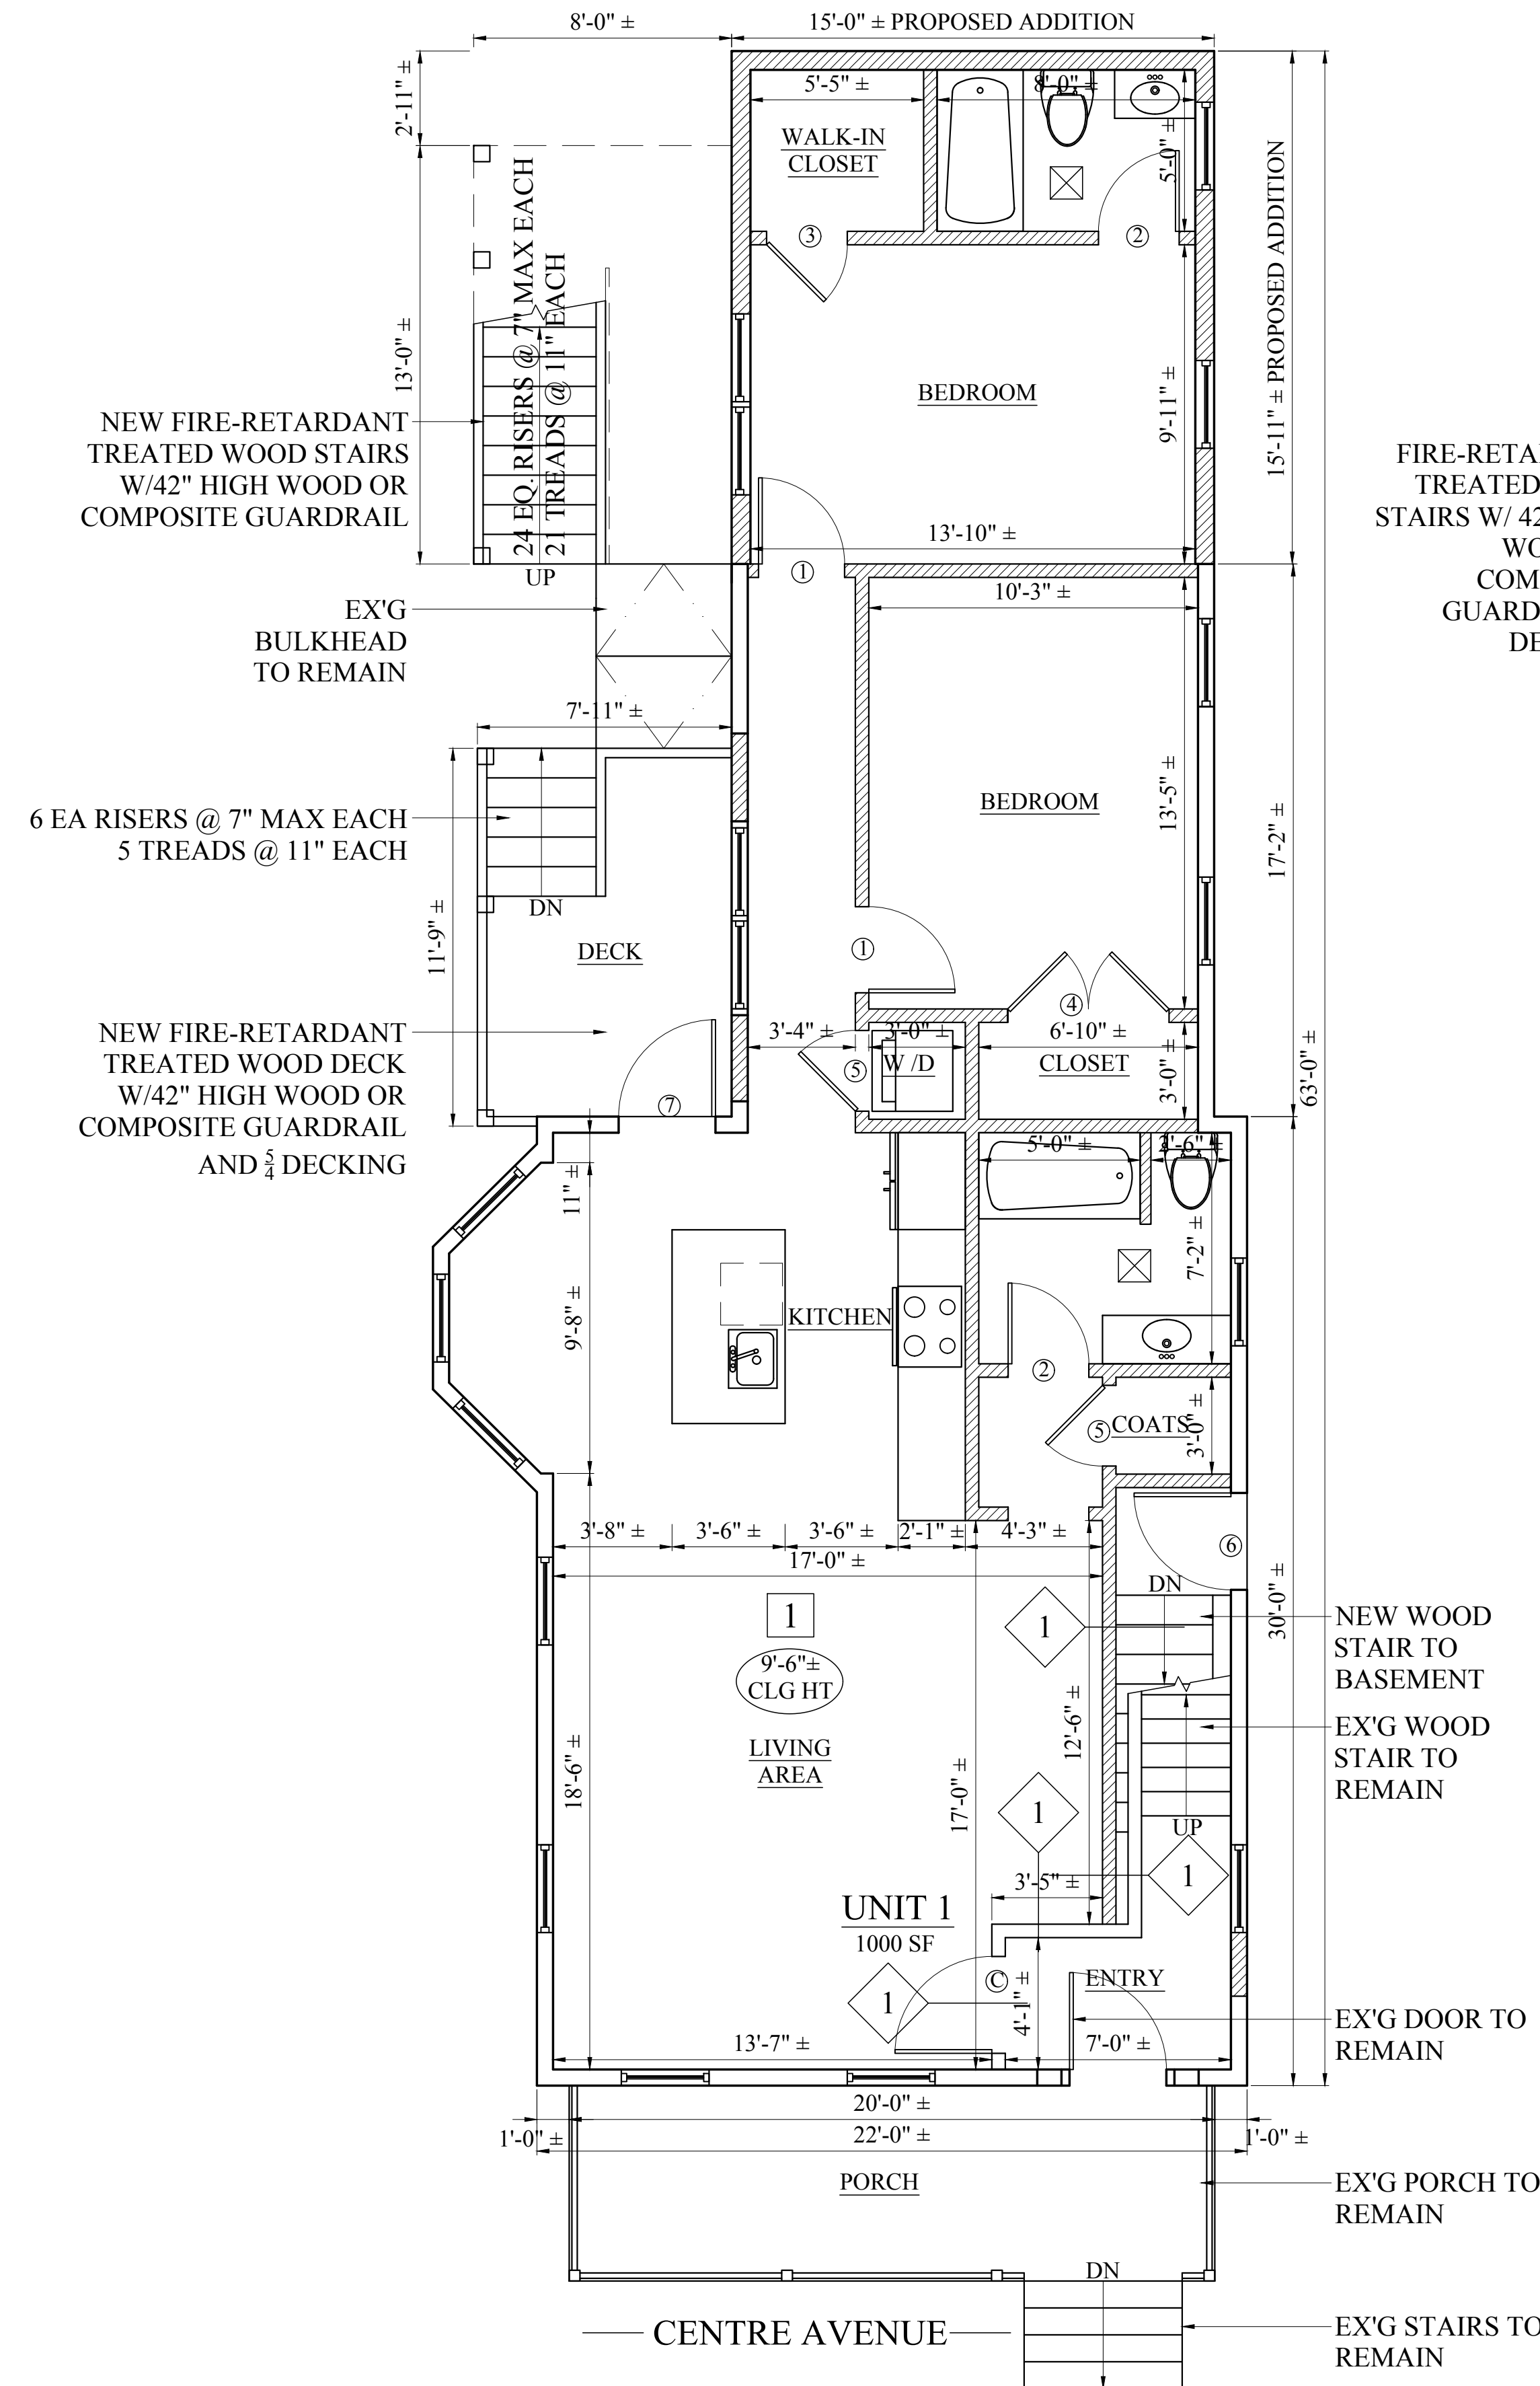 8'-0" ±
15'-0" ± PROPOSED ADDITION
2'-11" ±
5'-5" ±
8'-0" ±
WALK-IN
CLOSET
5'-0" ±
3
2
15'-11" ± PROPOSED ADDITION
13'-0" ±
24 EQ. RISERS @ 7" MAX EACH
21 TREADS @ 11" EACH
BEDROOM
9'-11" ±
NEW FIRE-RETARDANT
TREATED WOOD STAIRS
W/42" HIGH WOOD OR
COMPOSITE GUARDRAIL
UP
13'-10" ±
1
10'-3" ±
EX'G
BULKHEAD
TO REMAIN
7'-11" ±
6 EA RISERS @ 7" MAX EACH
5 TREADS @ 11" EACH
DN
BEDROOM
13'-5" ±
17'-2" ±
63'-0" ±
11'-9" ±
DECK
1
4
NEW FIRE-RETARDANT
TREATED WOOD DECK
W/42" HIGH WOOD OR
COMPOSITE GUARDRAIL
AND 5/4 DECKING
3'-4" ±
3'-0" ±
6'-10" ±
W /D
CLOSET
3'-0" ±
5
7
11" ±
5'-0" ±
2'-6" ±
7'-2" ±
9'-8" ±
KITCHEN
2
5
COATS
3'-0" ±
3'-8" ±
3'-6" ±
3'-6" ±
2'-1" ±
4'-3" ±
17'-0" ±
6
DN
30'-0" ±
1
1
9'-6"±
CLG HT
NEW WOOD
STAIR TO
BASEMENT
EX'G WOOD
STAIR TO
REMAIN
LIVING
AREA
18'-6" ±
17'-0" ±
12'-6" ±
1
UP
1
3'-5" ±
UNIT 1
1000 SF
1
C
4'-1" ±
ENTRY
EX'G DOOR TO
REMAIN
13'-7" ±
7'-0" ±
20'-0" ±
1'-0" ±
22'-0" ±
1'-0" ±
PORCH
EX'G PORCH TO
REMAIN
DN
CENTRE AVENUE
EX'G STAIRS TO
REMAIN
FIRE-RETA
TREATED
STAIRS W/ 42
WO
COM
GUARD
DE